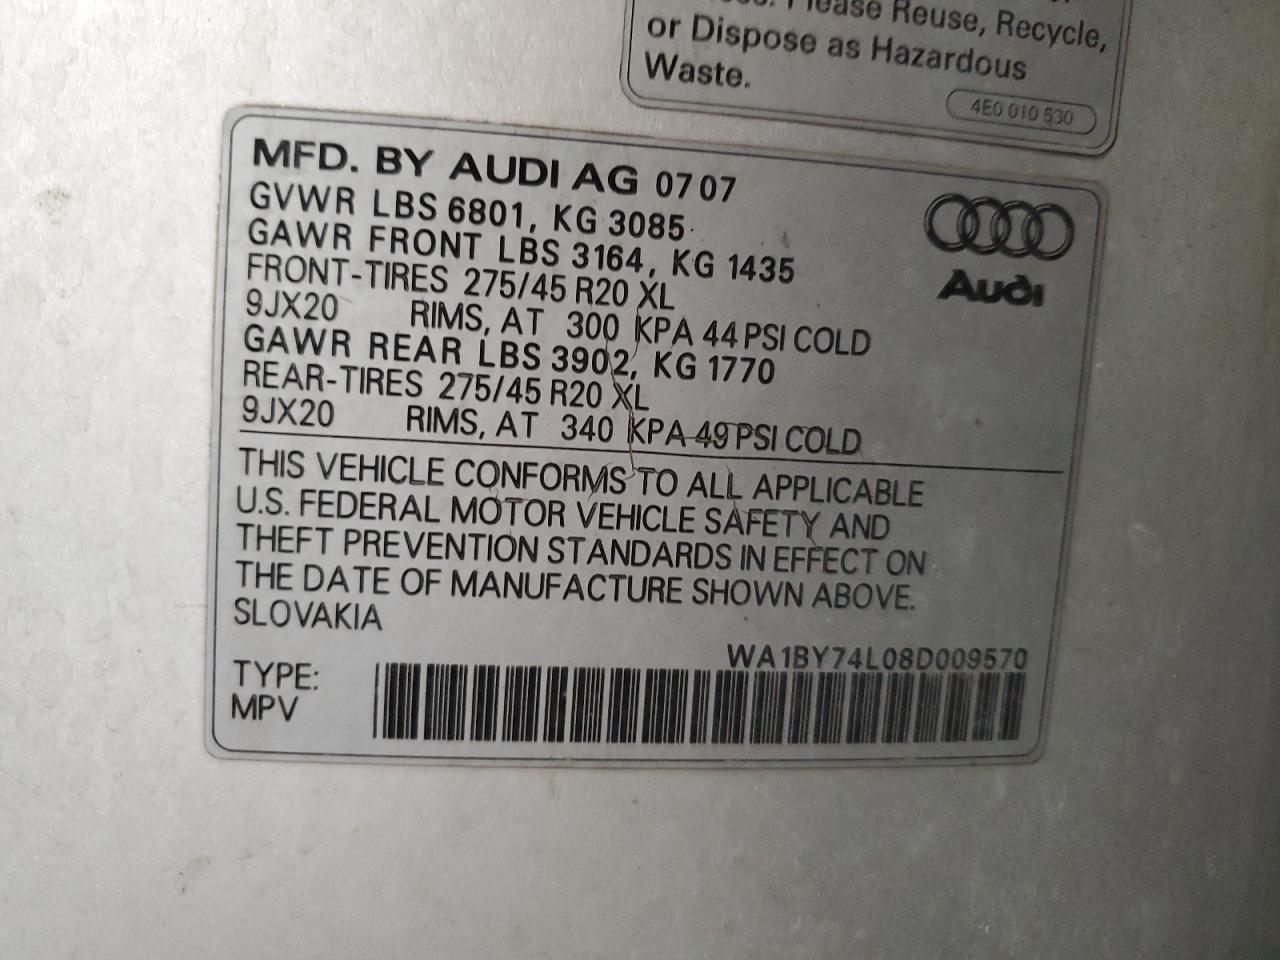 Please Reuse, Recycle,
or Dispose as Hazardous
Waste.
4E0 010 530
MFD. BY AUDI AG 07 07
GVWR LBS 6801, KG 3085
GAWR FRONT LBS 3164, KG 1435
FRONT-TIRES 275/45 R20 XL
9JX20 RIMS, AT 300 KPA 44 PSI COLD
GAWR REAR LBS 3902, KG 1770
REAR-TIRES 275/45 R20 XL
9JX20 RIMS, AT 340 KPA 49 PSI COLD
Audi
THIS VEHICLE CONFORMS TO ALL APPLICABLE
U.S. FEDERAL MOTOR VEHICLE SAFETY AND
THEFT PREVENTION STANDARDS IN EFFECT ON
THE DATE OF MANUFACTURE SHOWN ABOVE.
SLOVAKIA
WA1BY74L08D009570
TYPE:
MPV